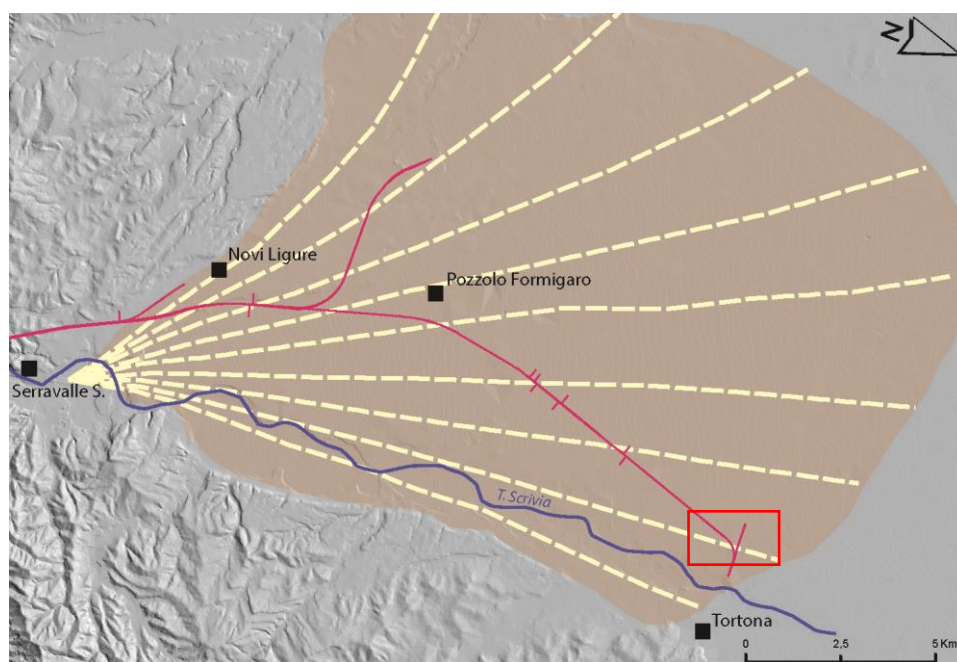 N
Novi Ligure
Pozzolo Formigaro
Serravalle S.
T. Scrivia
Tortona
0 2,5 5 Km